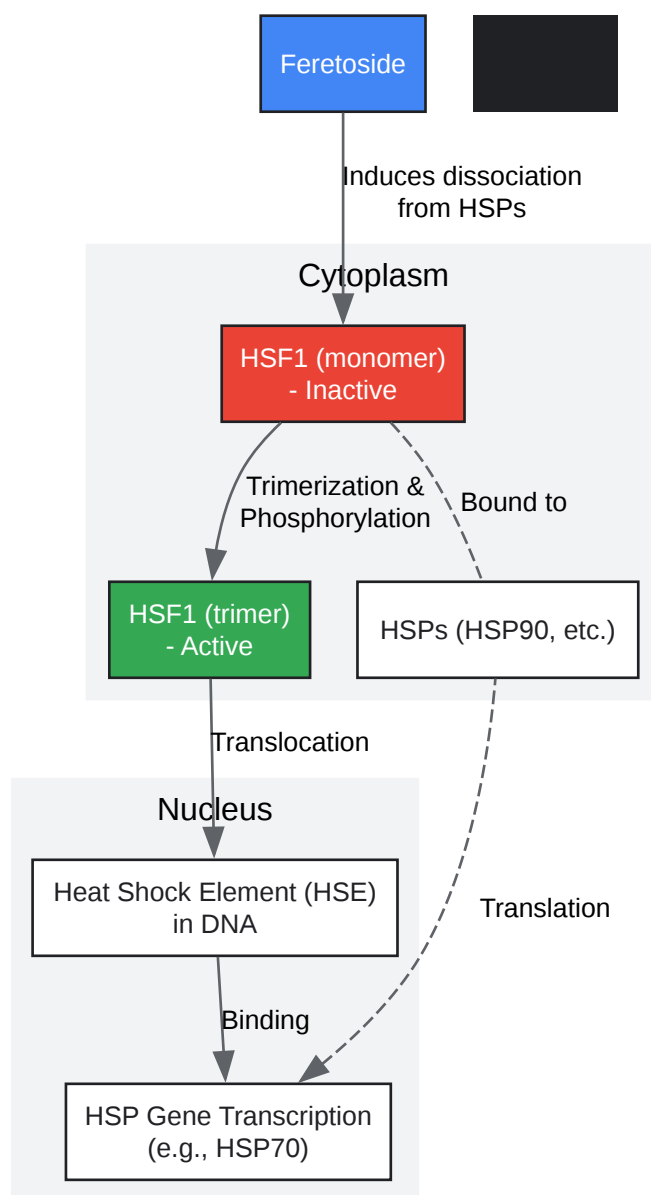 Feretoside
Induces dissociation
from HSPs
Cytoplasm
HSF1 (monomer)
- Inactive
Trimerization &
Phosphorylation
Bound to
HSF1 (trimer)
- Active
HSPs (HSP90, etc.)
Translocation
Nucleus
Heat Shock Element (HSE)
in DNA
Translation
Binding
HSP Gene Transcription
(e.g., HSP70)